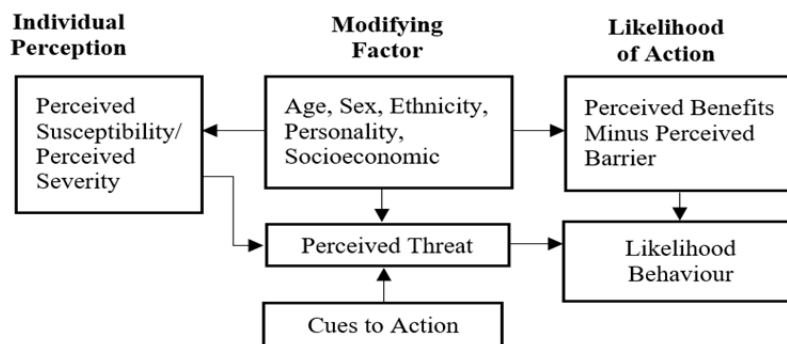 Individual
Perception
Modifying
Factor
Likelihood
of Action
Perceived
Susceptibility/
Perceived
Severity
Age, Sex, Ethnicity,
Personality,
Socioeconomic
Perceived Benefits
Minus Perceived
Barrier
Perceived Threat
Likelihood
Behaviour
Cues to Action